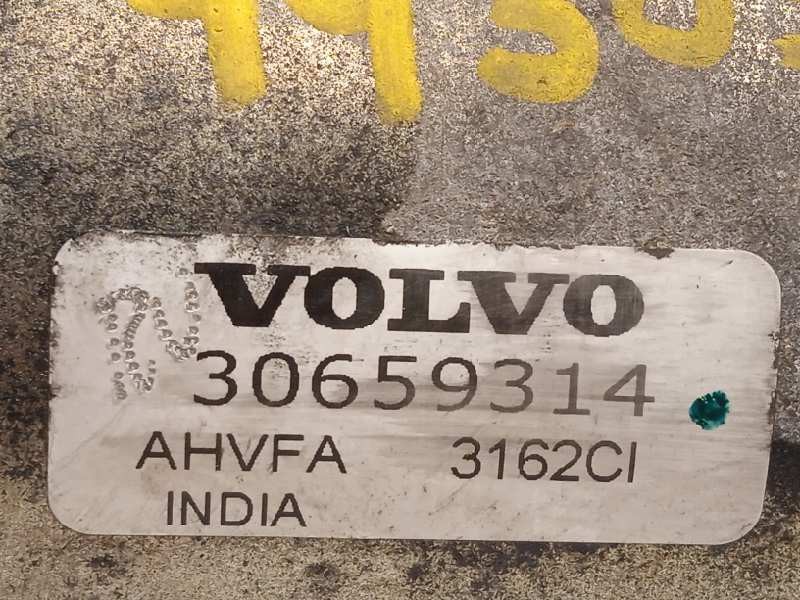 VOLVO
30659314
AHVFA 3162CI
INDIA